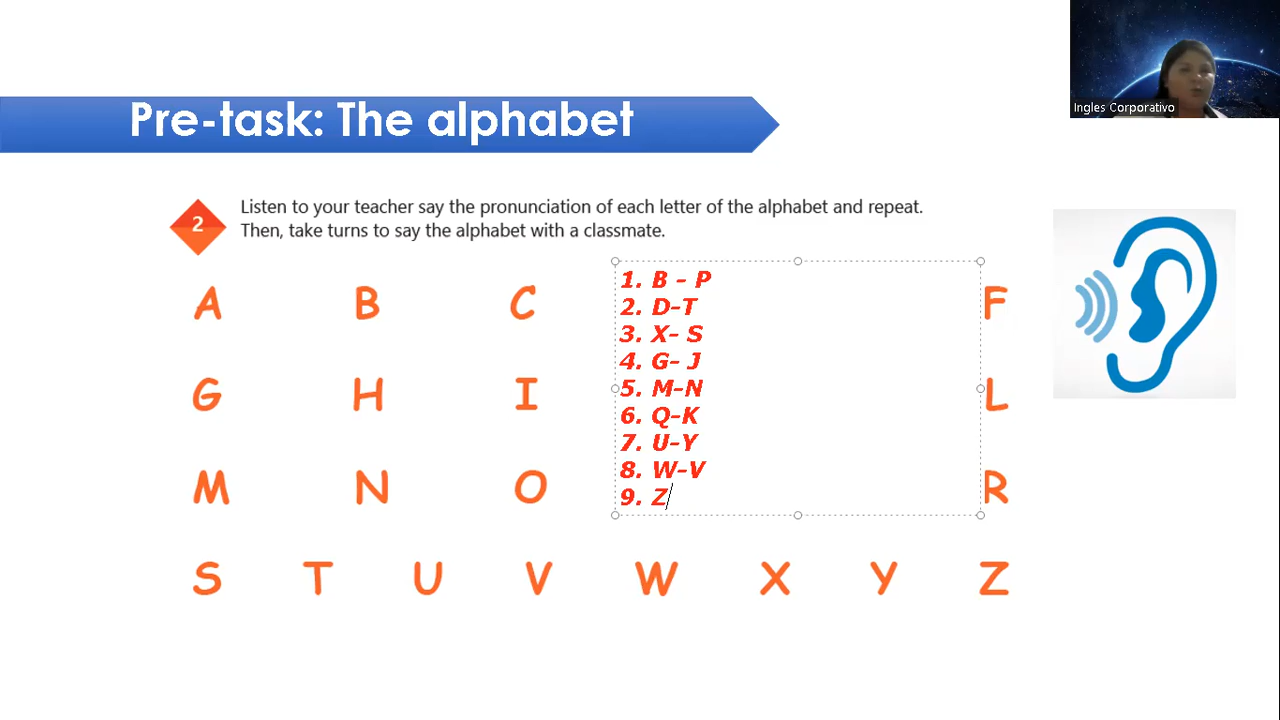 Ingles Corporativo
Pre-task: The alphabet
2
Listen to your teacher say the pronunciation of each letter of the alphabet and repeat.
Then, take turns to say the alphabet with a classmate.
A B C F
G H I L
M N O R
S T U V W X Y Z
1. B - P
2. D-T
3. X- S
4. G- J
5. M-N
6. Q-K
7. U-Y
8. W-V
9. Z